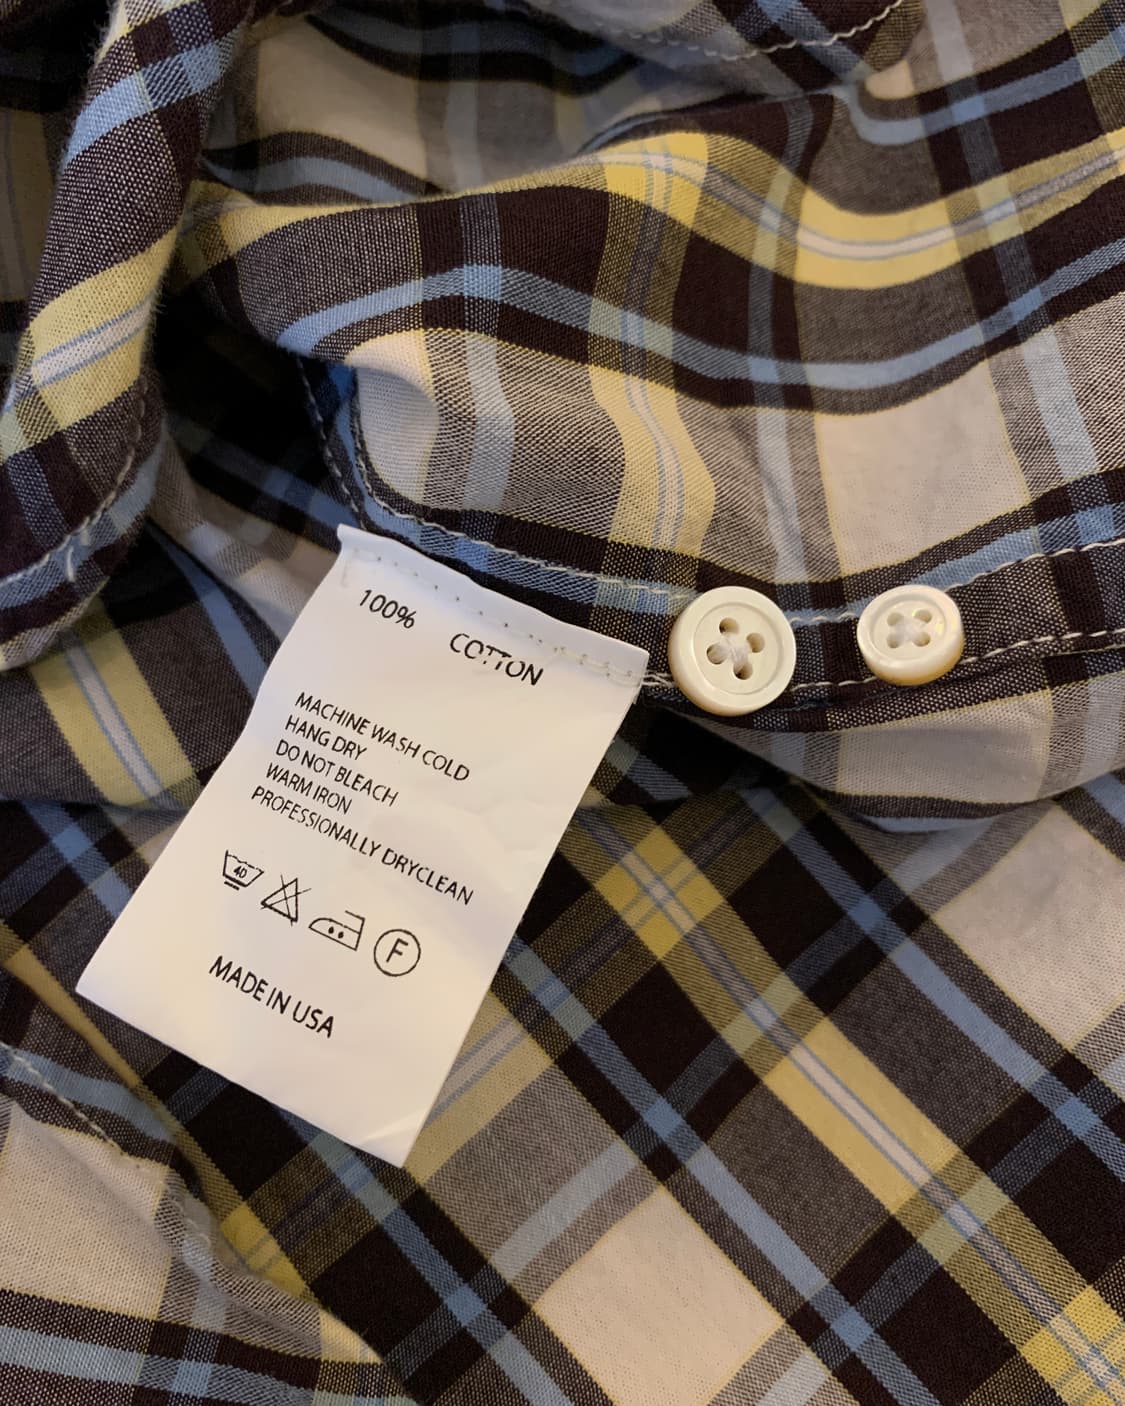 100% COTTON
MACHINE WASH COLD
HANG DRY
DO NOT BLEACH
WARM IRON
PROFESSIONALLY DRYCLEAN
40
F
MADE IN USA